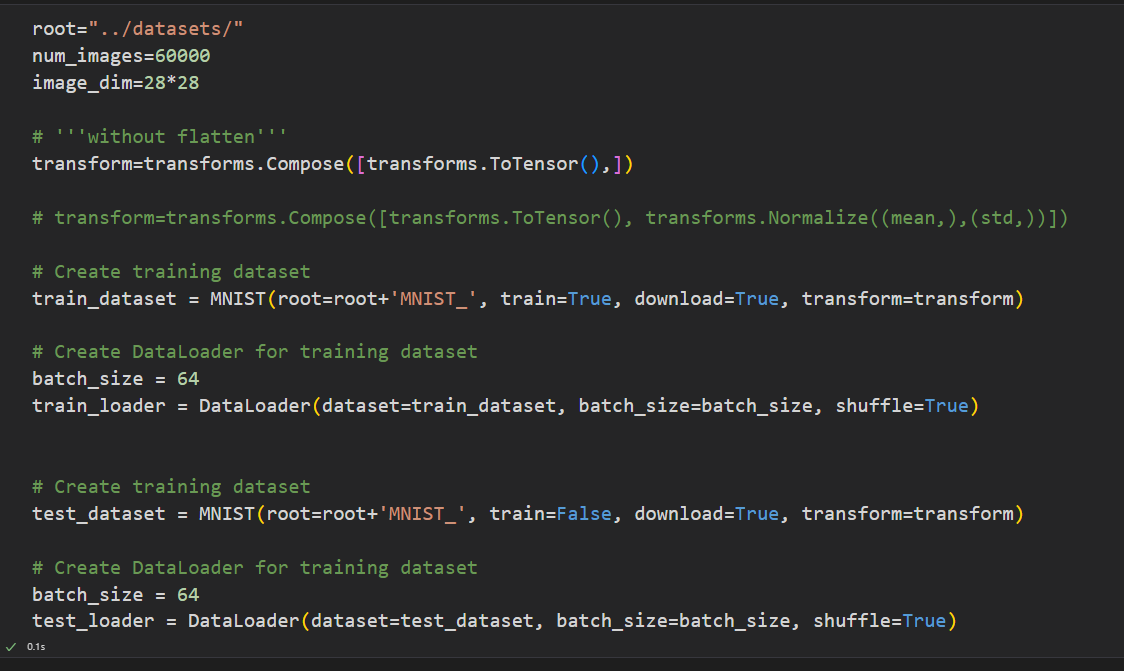 root="../datasets/"
num_images=60000
image_dim=28*28
# '''without flatten'''
transform=transforms.Compose([transforms.ToTensor(),])
# transform=transforms.Compose([transforms.ToTensor(), transforms.Normalize((mean,),(std,))])
# Create training dataset
train_dataset = MNIST(root=root+'MNIST_', train=True, download=True, transform=transform)
# Create DataLoader for training dataset
batch_size = 64
train_loader = DataLoader(dataset=train_dataset, batch_size=batch_size, shuffle=True)
# Create training dataset
test_dataset = MNIST(root=root+'MNIST_', train=False, download=True, transform=transform)
# Create DataLoader for training dataset
batch_size = 64
test_loader = DataLoader(dataset=test_dataset, batch_size=batch_size, shuffle=True)
✓ 0.1s